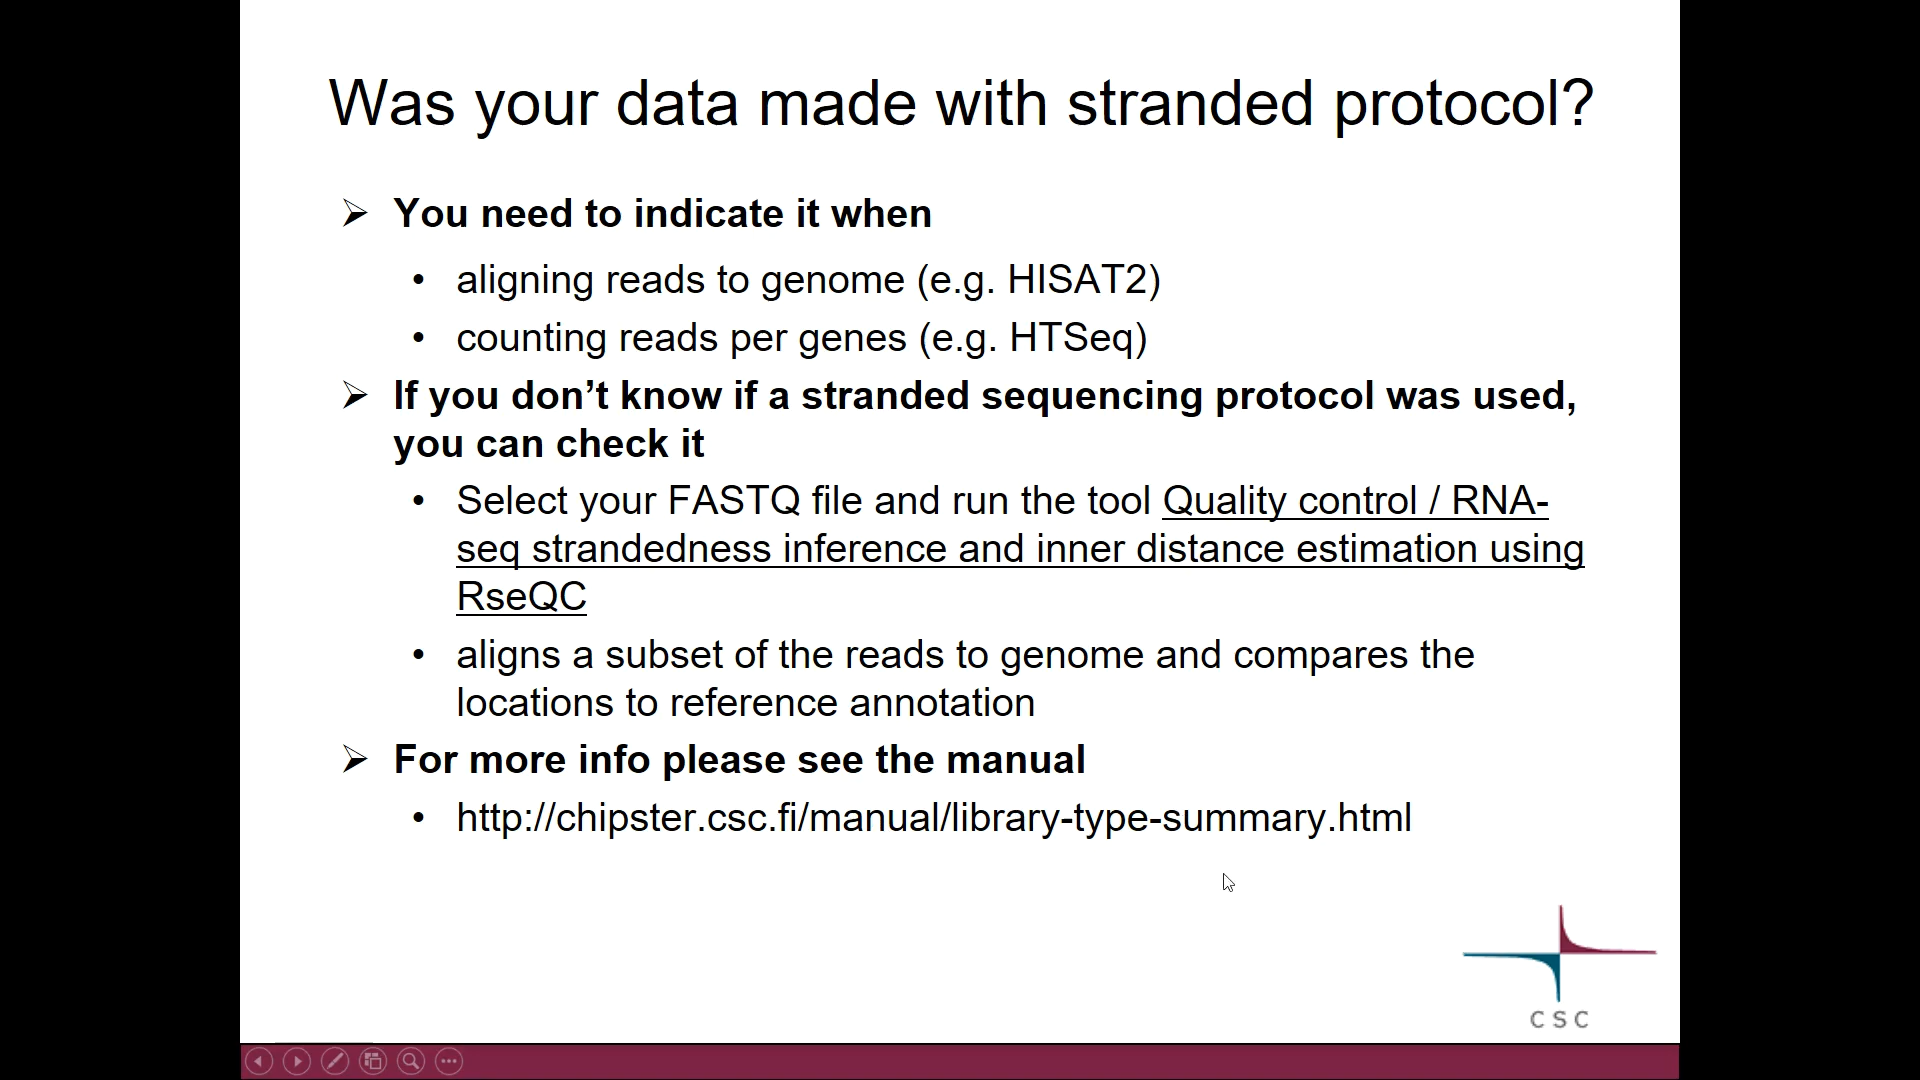 Was your data made with stranded protocol?
➢ You need to indicate it when
• aligning reads to genome (e.g. HISAT2)
• counting reads per genes (e.g. HTSeq)
➢ If you don’t know if a stranded sequencing protocol was used,
you can check it
• Select your FASTQ file and run the tool Quality control / RNA-
seq strandedness inference and inner distance estimation using
RseQC
• aligns a subset of the reads to genome and compares the
locations to reference annotation
➢ For more info please see the manual
• http://chipster.csc.fi/manual/library-type-summary.html
CSC